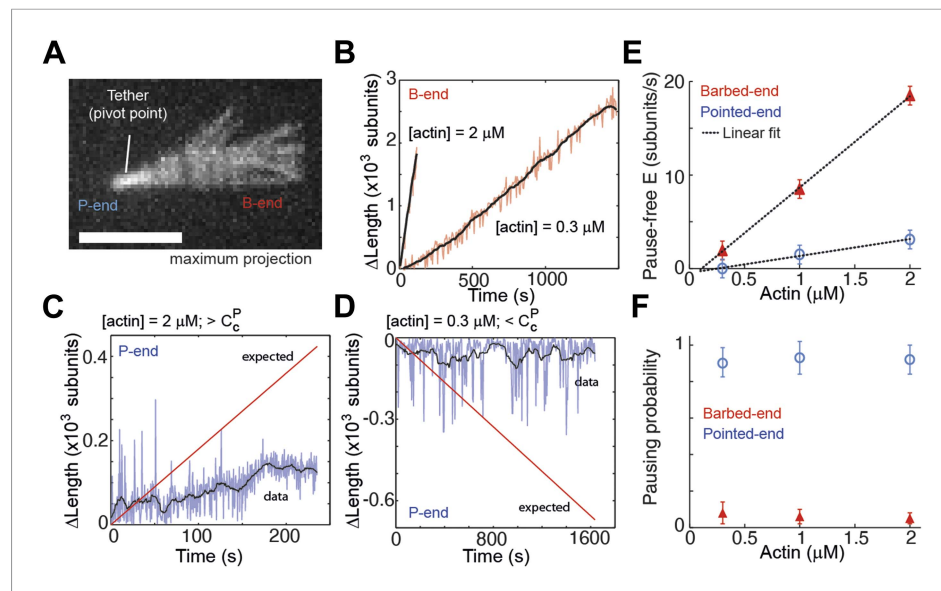 A
Tether
(pivot point)
P-end
B-end
maximum projection
B
B-end
[actin] = 2 μM
[actin] = 0.3 μM
ΔLength (x10³ subunits)
3
2
1
0
0
500
1000
Time (s)
C
[actin] = 2 μM; > C_c^P
P-end
expected
data
ΔLength (x10³ subunits)
0.4
0.2
0
0
100
200
Time (s)
D
[actin] = 0.3 μM; < C_c^P
P-end
data
expected
ΔLength (x10³ subunits)
0
-0.3
-0.6
0
800
1600
Time (s)
E
Barbed-end
Pointed-end
Linear fit
Pause-free E (subunits/s)
20
10
0
0
0.5
1
1.5
2
Actin (μM)
F
Barbed-end
Pointed-end
Pausing probability
1
0
0.5
1
1.5
2
Actin (μM)